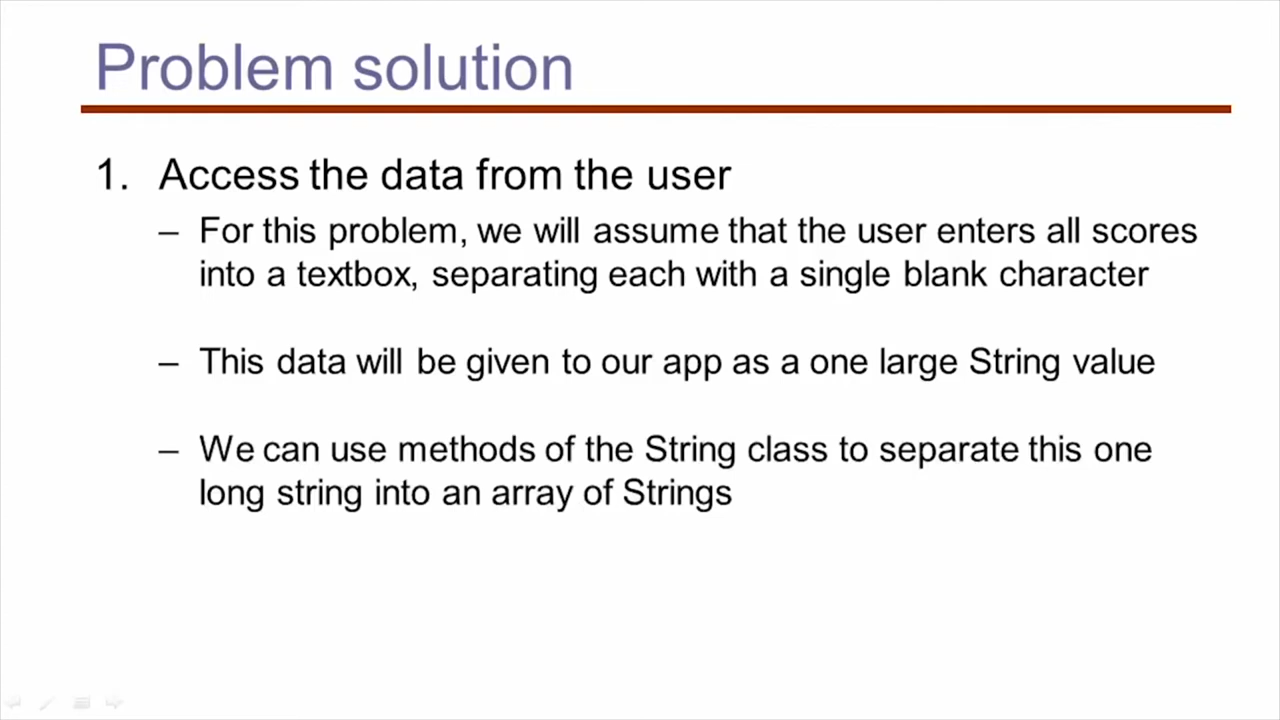 Problem solution
1. Access the data from the user
– For this problem, we will assume that the user enters all scores
into a textbox, separating each with a single blank character
– This data will be given to our app as a one large String value
– We can use methods of the String class to separate this one
long string into an array of Strings